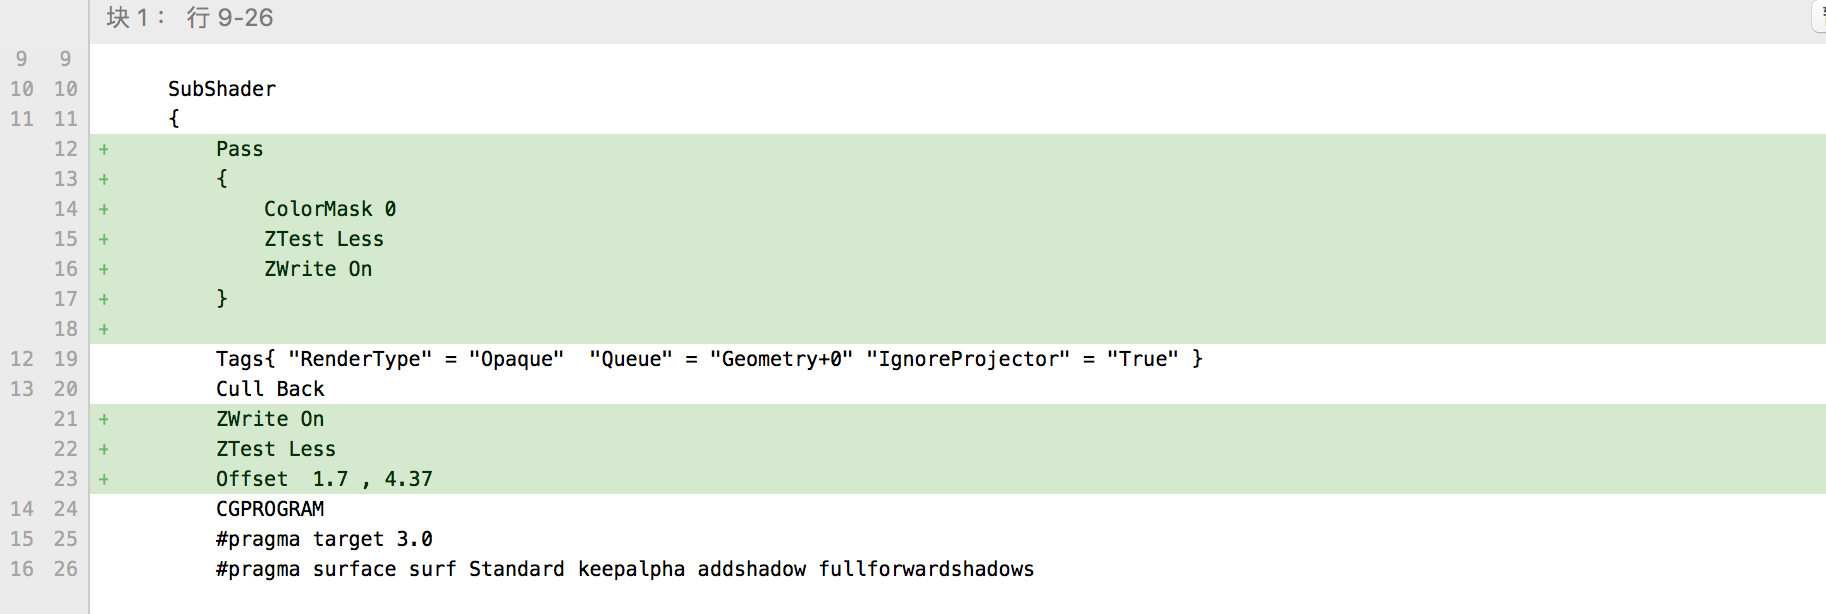 块 1： 行 9-26
9 9
10 10 SubShader
11 11 {
12 + Pass
13 + {
14 + ColorMask 0
15 + ZTest Less
16 + ZWrite On
17 + }
18 +
12 19 Tags{ "RenderType" = "Opaque"  "Queue" = "Geometry+0" "IgnoreProjector" = "True" }
13 20 Cull Back
21 + ZWrite On
22 + ZTest Less
23 + Offset  1.7 , 4.37
14 24 CGPROGRAM
15 25 #pragma target 3.0
16 26 #pragma surface surf Standard keepalpha addshadow fullforwardshadows